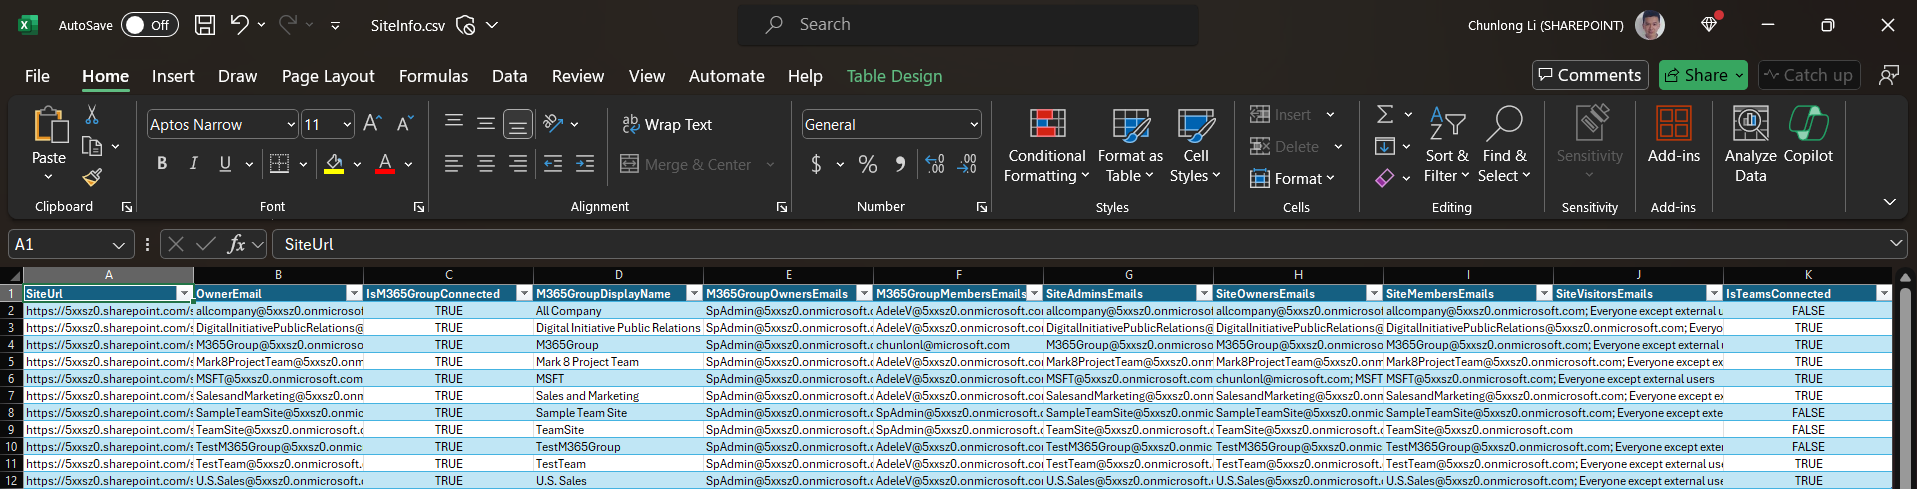 AutoSave Off SiteInfo.csv Search Chunlong Li (SHAREPOINT)
File Home Insert Draw Page Layout Formulas Data Review View Automate Help Table Design Comments Share Catch up
Paste Aptos Narrow 11 Wrap Text General Conditional Formatting Format as Table Cell Styles Insert Sort & Filter Find & Select Sensitivity Add-ins Analyze Data Copilot
B I U A Merge & Center $ % Delete
Format
Clipboard Font Alignment Number Styles Cells Editing Sensitivity Add-ins
A1 fx SiteUrl
A B C D E F G H I J K
1 SiteUrl OwnerEmail IsM365GroupConnected M365GroupDisplayName M365GroupOwnersEmails M365GroupMembersEmails SiteAdminsEmails SiteOwnersEmails SiteMembersEmails SiteVisitorsEmails IsTeamsConnected
2 https://5xxsz0.sharepoint.com/s allcompany@5xxsz0.onmicrosof TRUE All Company SpAdmin@5xxsz0.onmicrosoft.c AdeleV@5xxsz0.onmicrosoft.co allcompany@5xxsz0.onmicrosof allcompany@5xxsz0.onmicrosof allcompany@5xxsz0.onmicrosoft.com; Everyone except external u FALSE
3 https://5xxsz0.sharepoint.com/s DigitalInitiativePublicRelations@ TRUE Digital Initiative Public Relations SpAdmin@5xxsz0.onmicrosoft.c AdeleV@5xxsz0.onmicrosoft.co DigitalInitiativePublicRelations@ DigitalInitiativePublicRelations@ DigitalInitiativePublicRelations@5xxsz0.onmicrosoft.com; Everyo TRUE
4 https://5xxsz0.sharepoint.com/s M365Group@5xxsz0.onmicroso TRUE M365Group SpAdmin@5xxsz0.onmicrosoft.c chunlonl@microsoft.com M365Group@5xxsz0.onmicroso M365Group@5xxsz0.onmicroso M365Group@5xxsz0.onmicrosoft.com; Everyone except external TRUE
5 https://5xxsz0.sharepoint.com/s Mark8ProjectTeam@5xxsz0.onm TRUE Mark 8 Project Team SpAdmin@5xxsz0.onmicrosoft.c AdeleV@5xxsz0.onmicrosoft.co Mark8ProjectTeam@5xxsz0.onm Mark8ProjectTeam@5xxsz0.onm Mark8ProjectTeam@5xxsz0.onmicrosoft.com; Everyone except ex TRUE
6 https://5xxsz0.sharepoint.com/s MSFT@5xxsz0.onmicrosoft.com TRUE MSFT SpAdmin@5xxsz0.onmicrosoft.c AdeleV@5xxsz0.onmicrosoft.co MSFT@5xxsz0.onmicrosoft.com chunlonl@microsoft.com; MSFT MSFT@5xxsz0.onmicrosoft.com; Everyone except external users TRUE
7 https://5xxsz0.sharepoint.com/s SalesandMarketing@5xxsz0.onm TRUE Sales and Marketing SpAdmin@5xxsz0.onmicrosoft.c AdeleV@5xxsz0.onmicrosoft.co SalesandMarketing@5xxsz0.onm SalesandMarketing@5xxsz0.onm SalesandMarketing@5xxsz0.onmicrosoft.com; Everyone except ext TRUE
8 https://5xxsz0.sharepoint.com/s SampleTeamSite@5xxsz0.onmic TRUE Sample Team Site SpAdmin@5xxsz0.onmicrosoft.c SpAdmin@5xxsz0.onmicrosoft.c SampleTeamSite@5xxsz0.onmic SampleTeamSite@5xxsz0.onmic SampleTeamSite@5xxsz0.onmicrosoft.com; Everyone except exte FALSE
9 https://5xxsz0.sharepoint.com/s TeamSite@5xxsz0.onmicrosoft.c TRUE TeamSite SpAdmin@5xxsz0.onmicrosoft.c SpAdmin@5xxsz0.onmicrosoft.c TeamSite@5xxsz0.onmicrosoft.c TeamSite@5xxsz0.onmicrosoft.c TeamSite@5xxsz0.onmicrosoft.com FALSE
10 https://5xxsz0.sharepoint.com/s TestM365Group@5xxsz0.onmic TRUE TestM365Group SpAdmin@5xxsz0.onmicrosoft.c AdeleV@5xxsz0.onmicrosoft.co TestM365Group@5xxsz0.onmicr TestM365Group@5xxsz0.onmicr TestM365Group@5xxsz0.onmicrosoft.com; Everyone except exter FALSE
11 https://5xxsz0.sharepoint.com/s TestTeam@5xxsz0.onmicrosoft. TRUE TestTeam SpAdmin@5xxsz0.onmicrosoft.c AdeleV@5xxsz0.onmicrosoft.co TestTeam@5xxsz0.onmicrosoft. TestTeam@5xxsz0.onmicrosoft. TestTeam@5xxsz0.onmicrosoft.com; Everyone except external use TRUE
12 https://5xxsz0.sharepoint.com/s U.S.Sales@5xxsz0.onmicrosoft.c TRUE U.S. Sales SpAdmin@5xxsz0.onmicrosoft.c AdeleV@5xxsz0.onmicrosoft.co U.S.Sales@5xxsz0.onmicrosoft.c U.S.Sales@5xxsz0.onmicrosoft.c U.S.Sales@5xxsz0.onmicrosoft.com; Everyone except external use TRUE